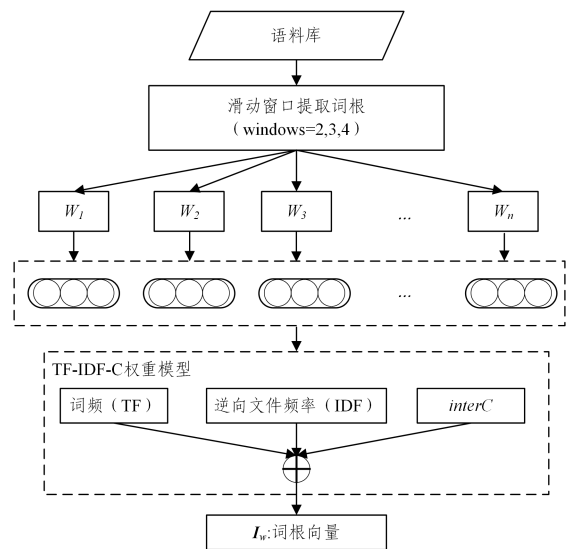 语料库
滑动窗口提取词根
（windows=2,3,4）
W1 W2 W3 ... Wn
...
TF-IDF-C权重模型
词频（TF） 逆向文件频率（IDF） interC
Iw:词根向量